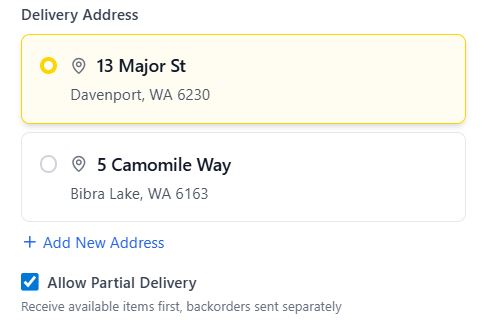 Delivery Address
13 Major St
Davenport, WA 6230
5 Camomile Way
Bibra Lake, WA 6163
+ Add New Address
Allow Partial Delivery
Receive available items first, backorders sent separately